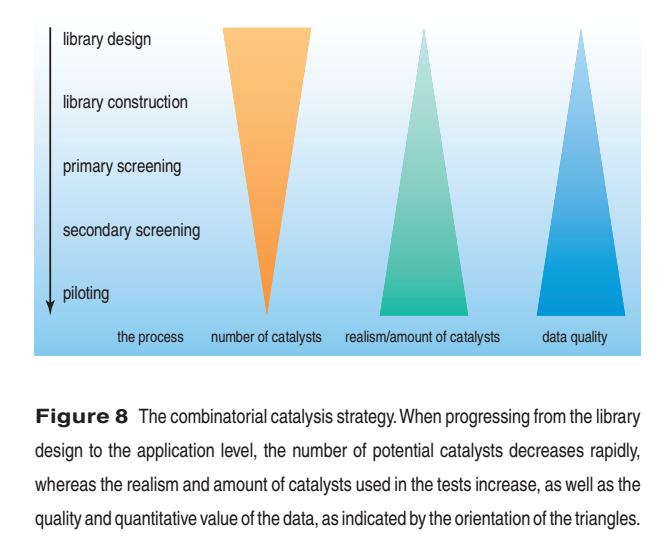 library design
library construction
primary screening
secondary screening
piloting
the process
number of catalysts
realism/amount of catalysts
data quality
Figure 8 The combinatorial catalysis strategy. When progressing from the library
design to the application level, the number of potential catalysts decreases rapidly,
whereas the realism and amount of catalysts used in the tests increase, as well as the
quality and quantitative value of the data, as indicated by the orientation of the triangles.